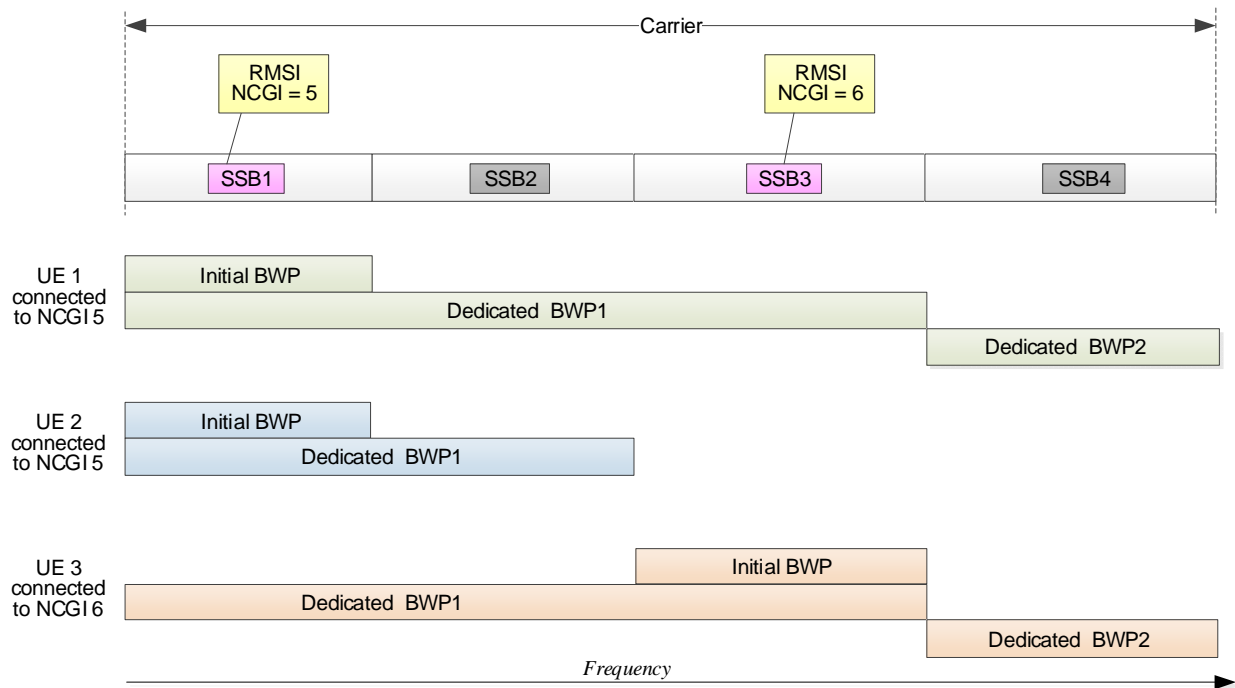 Carrier
RMSI
NCGI = 5
RMSI
NCGI = 6
SSB1
SSB2
SSB3
SSB4
UE 1
connected
to NCGI 5
Initial BWP
Dedicated BWP1
Dedicated BWP2
UE 2
connected
to NCGI 5
Initial BWP
Dedicated BWP1
UE 3
connected
to NCGI 6
Initial BWP
Dedicated BWP1
Dedicated BWP2
Frequency